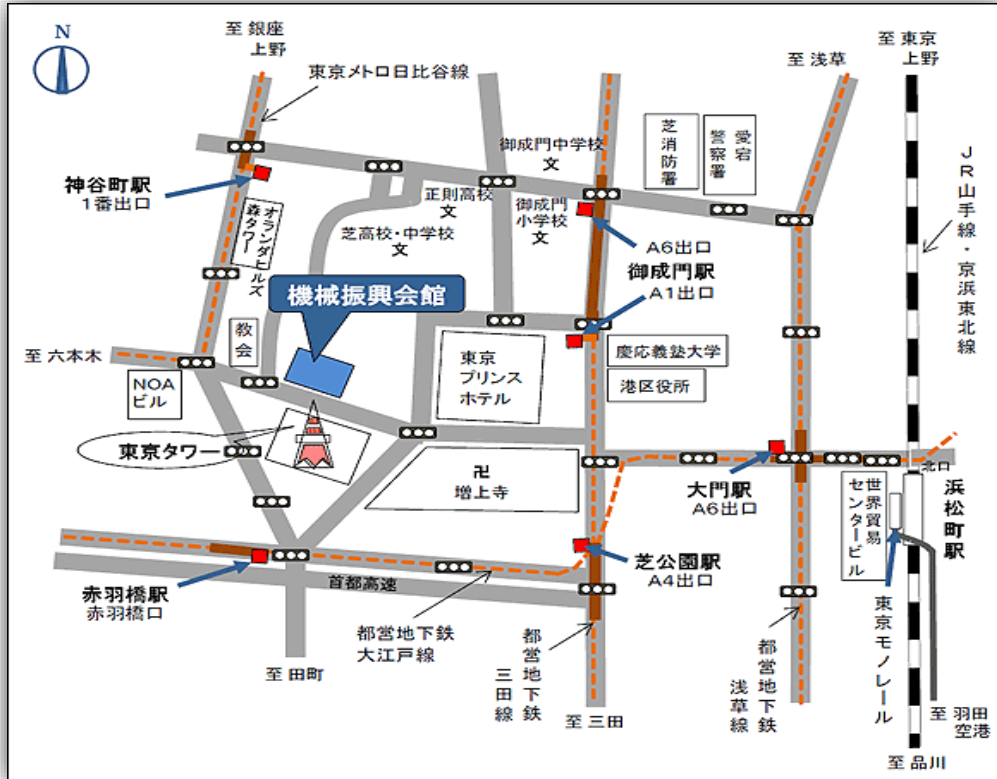 N
至 銀座
上野
東京メトロ日比谷線
至 浅草
至 東京
上野
御成門中学校
文
芝消防署
愛宕
警察署
JR山手線・京浜東北線
神谷町駅
1番出口
正則高校
文
御成門
小学校
文
オランダヒルズ
森タワー
芝高校・中学校
文
A6出口
御成門駅
A1出口
機械振興会館
教会
至 六本木
東京
プリンス
ホテル
慶応義塾大学
港区役所
NOA
ビル
東京タワー
卍
増上寺
大門駅
A6出口
北口
浜松町駅
世界貿易
センタービル
芝公園駅
A4出口
赤羽橋駅
赤羽橋口
首都高速
都営地下鉄
大江戸線
都営地下鉄
三田線
都営地下鉄
浅草線
東京モノレール
至 田町
至 三田
至 羽田
空港
至 品川